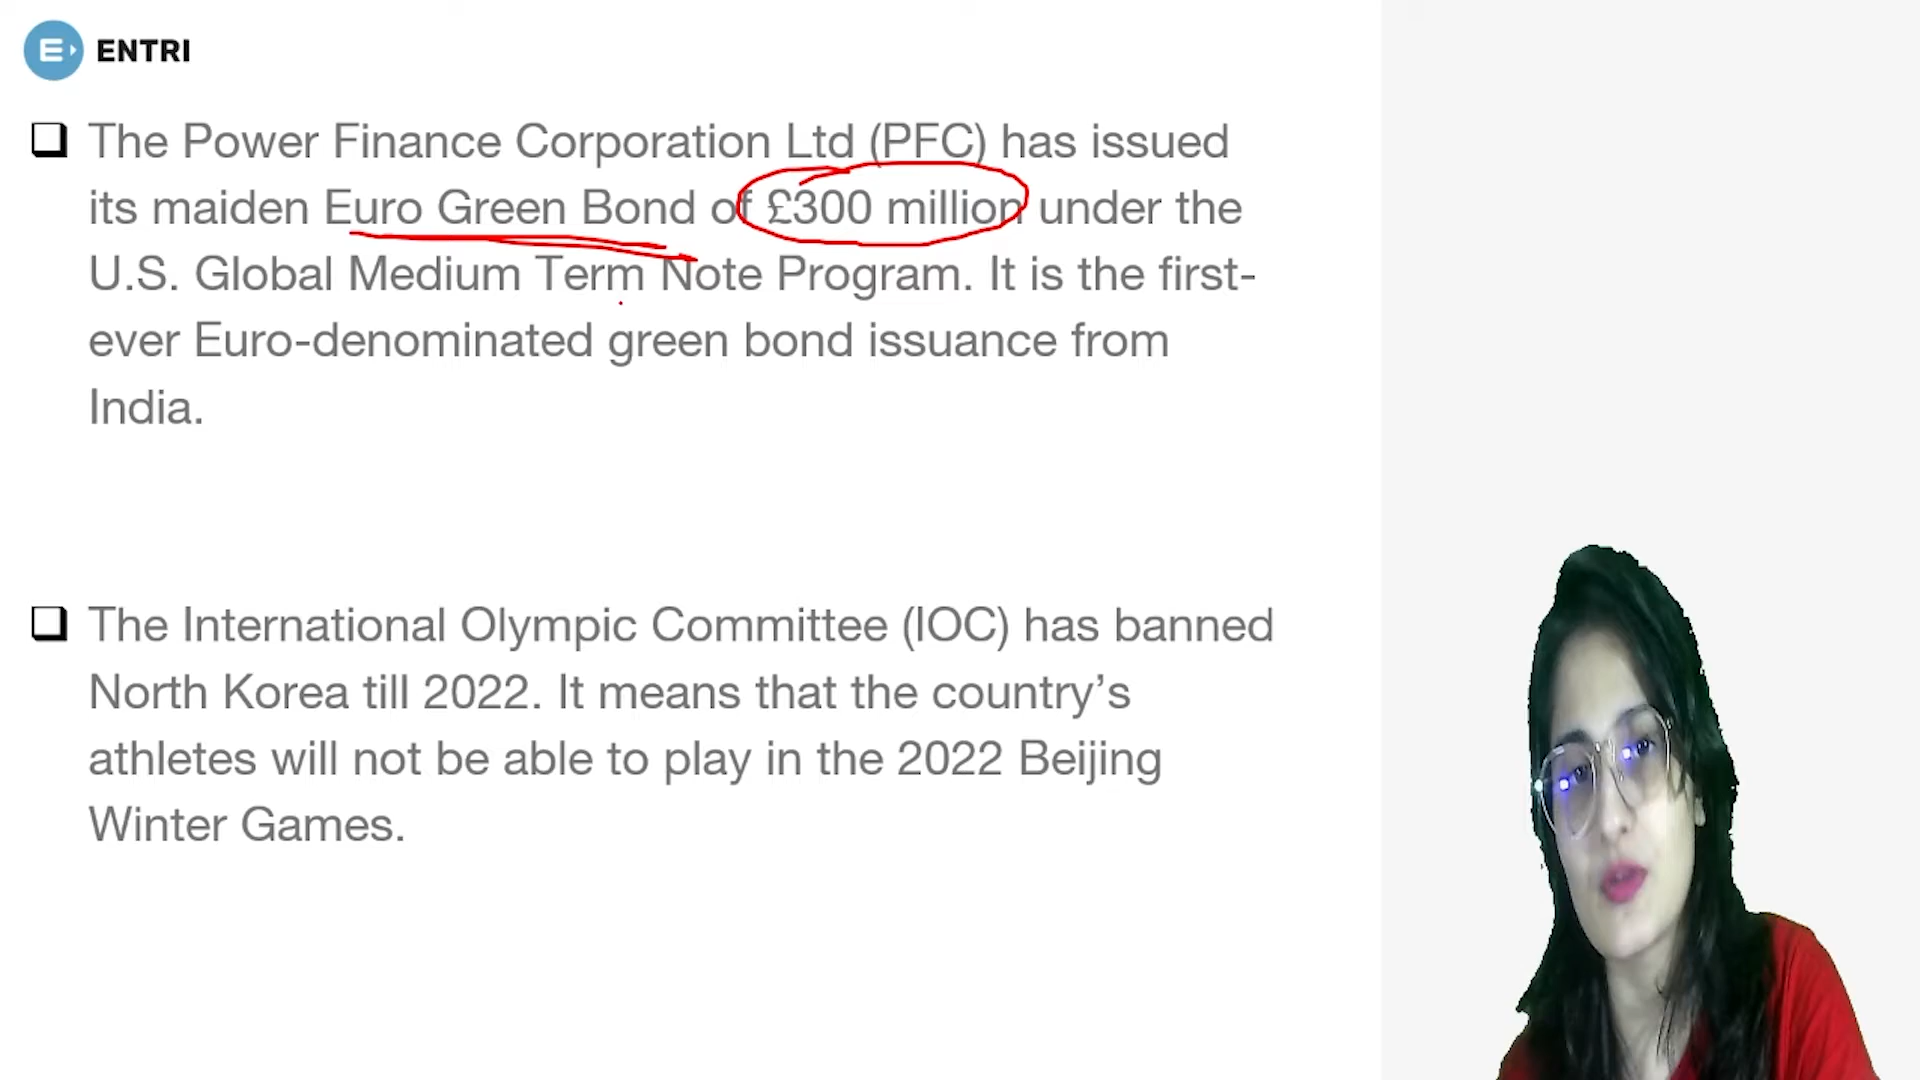 ENTRI
The Power Finance Corporation Ltd (PFC) has issued
its maiden Euro Green Bond of £300 million under the
U.S. Global Medium Term Note Program. It is the first-
ever Euro-denominated green bond issuance from
India.
The International Olympic Committee (IOC) has banned
North Korea till 2022. It means that the country’s
athletes will not be able to play in the 2022 Beijing
Winter Games.